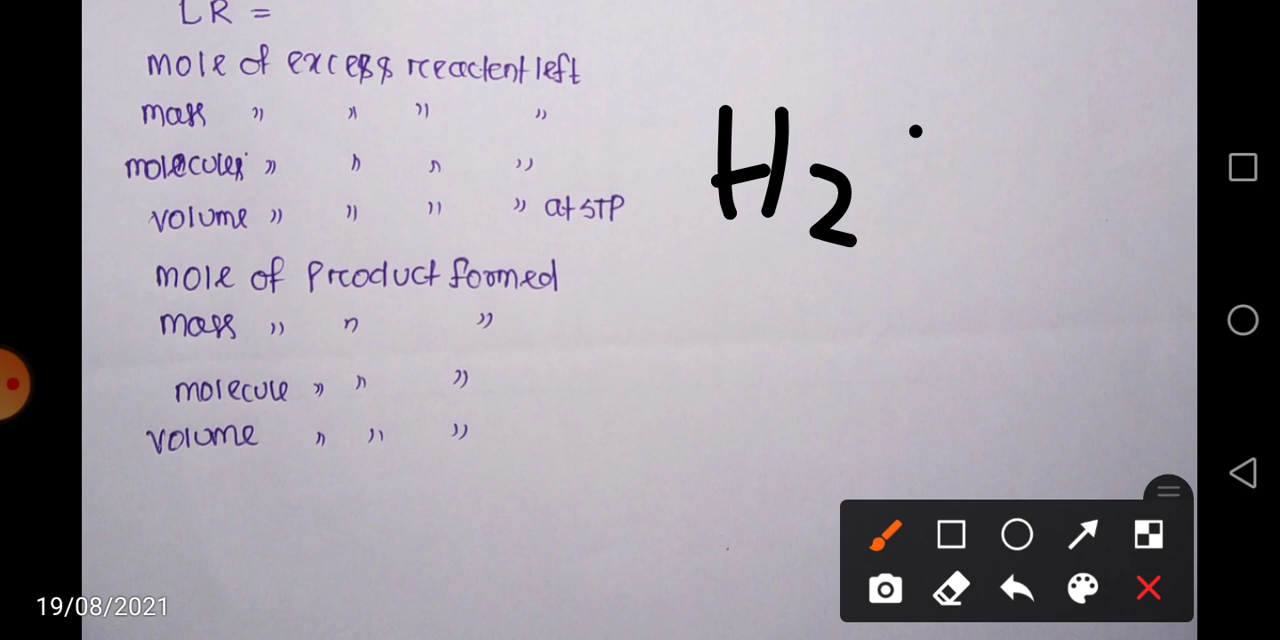 LR =
mole of excess reactent left
mass " " " "
molecules " " " "
volume " " " " at STP
H2
mole of product formed
mass " " "
molecule " " "
volume " " "
19/08/2021